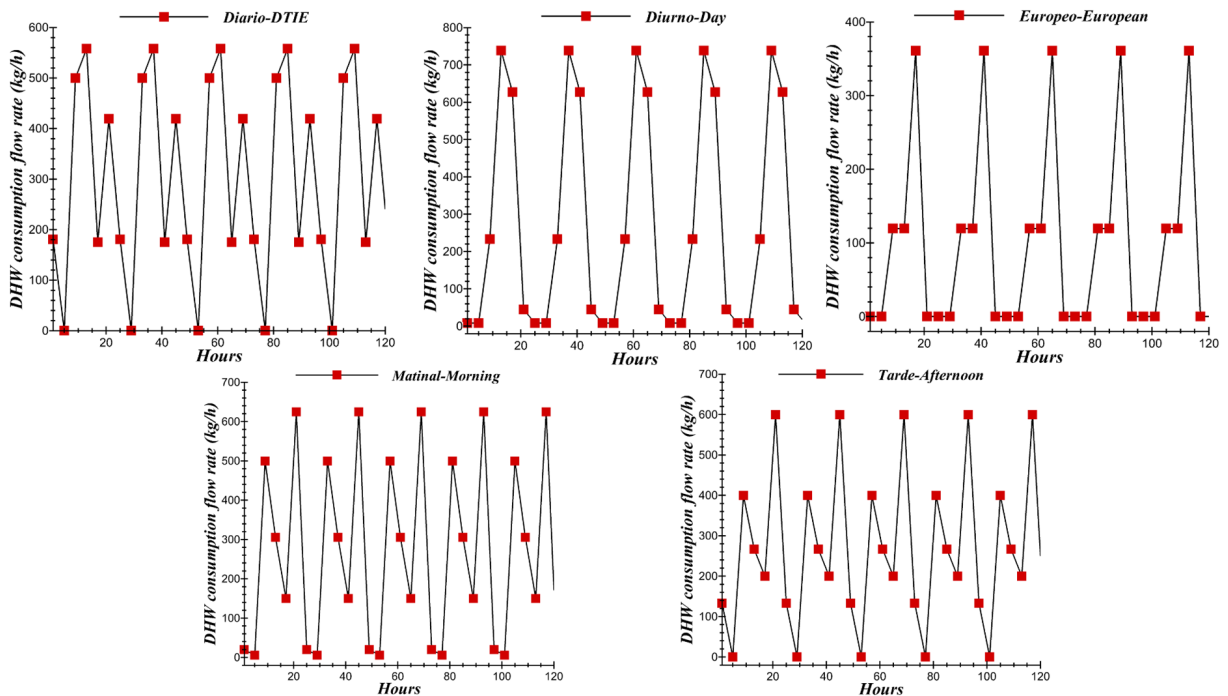 Diario-DTIE
DHW consumption flow rate (kg/h)
600
500
400
300
200
100
0
20 40 60 80 100 120
Hours
Diurno-Day
DHW consumption flow rate (kg/h)
800
700
600
500
400
300
200
100
0
20 40 60 80 100 120
Hours
Europeo-European
DHW consumption flow rate (kg/h)
400
300
200
100
0
20 40 60 80 100 120
Hours
Matinal-Morning
DHW consumption flow rate (kg/h)
700
600
500
400
300
200
100
0
20 40 60 80 100 120
Hours
Tarde-Afternoon
DHW consumption flow rate (kg/h)
700
600
500
400
300
200
100
0
20 40 60 80 100 120
Hours